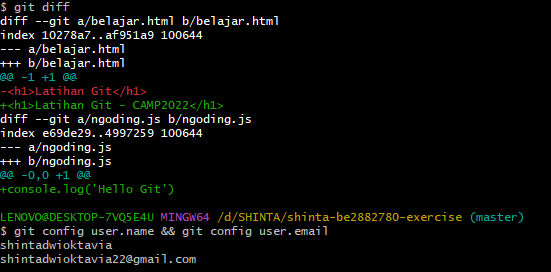 $ git diff
diff --git a/belajar.html b/belajar.html
index 10278a7..af951a9 100644
--- a/belajar.html
+++ b/belajar.html
@@ -1 +1 @@
-<h1>Latihan Git</h1>
+<h1>Latihan Git - CAMP2022</h1>
diff --git a/ngoding.js b/ngoding.js
index e69de29..4997259 100644
--- a/ngoding.js
+++ b/ngoding.js
@@ -0,0 +1 @@
+console.log('Hello Git')
LENOVO@DESKTOP-7VQ5E4U MINGW64 /d/SHINTA/shinta-be2882780-exercise (master)
$ git config user.name && git config user.email
shintadwioktavia
shintadwioktavia22@gmail.com